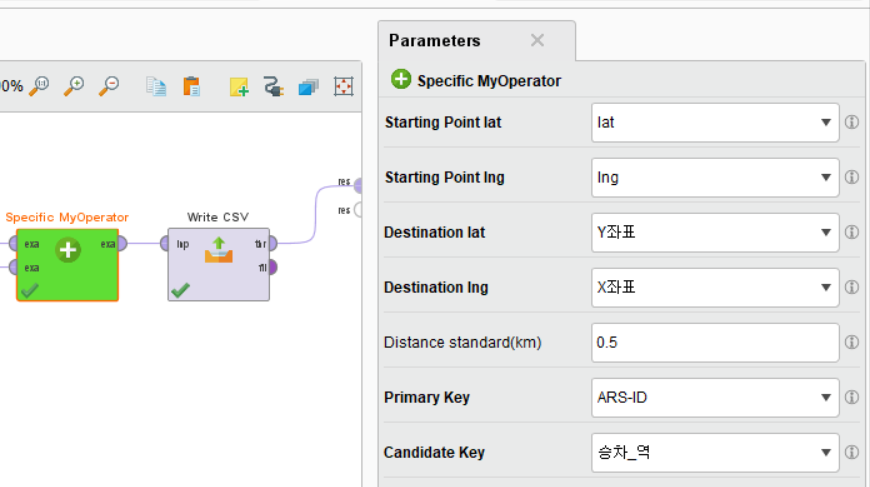 Parameters
00%
Specific MyOperator
Starting Point lat
lat
Starting Point lng
lng
Destination lat
Y좌표
Destination lng
X좌표
Distance standard(km)
0.5
Primary Key
ARS-ID
Candidate Key
승차_역
res
res
Specific MyOperator
Write CSV
exa
exa
exa
inp
thr
fil